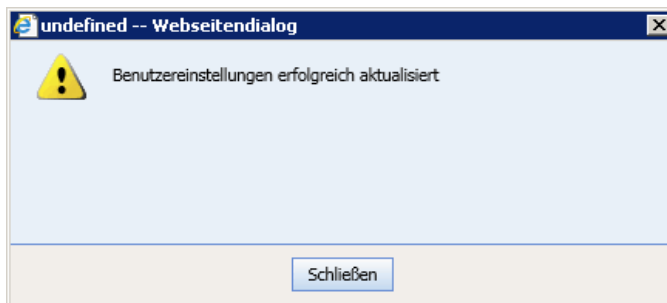 undefined -- Webseitendialog
Benutzereinstellungen erfolgreich aktualisiert
Schließen